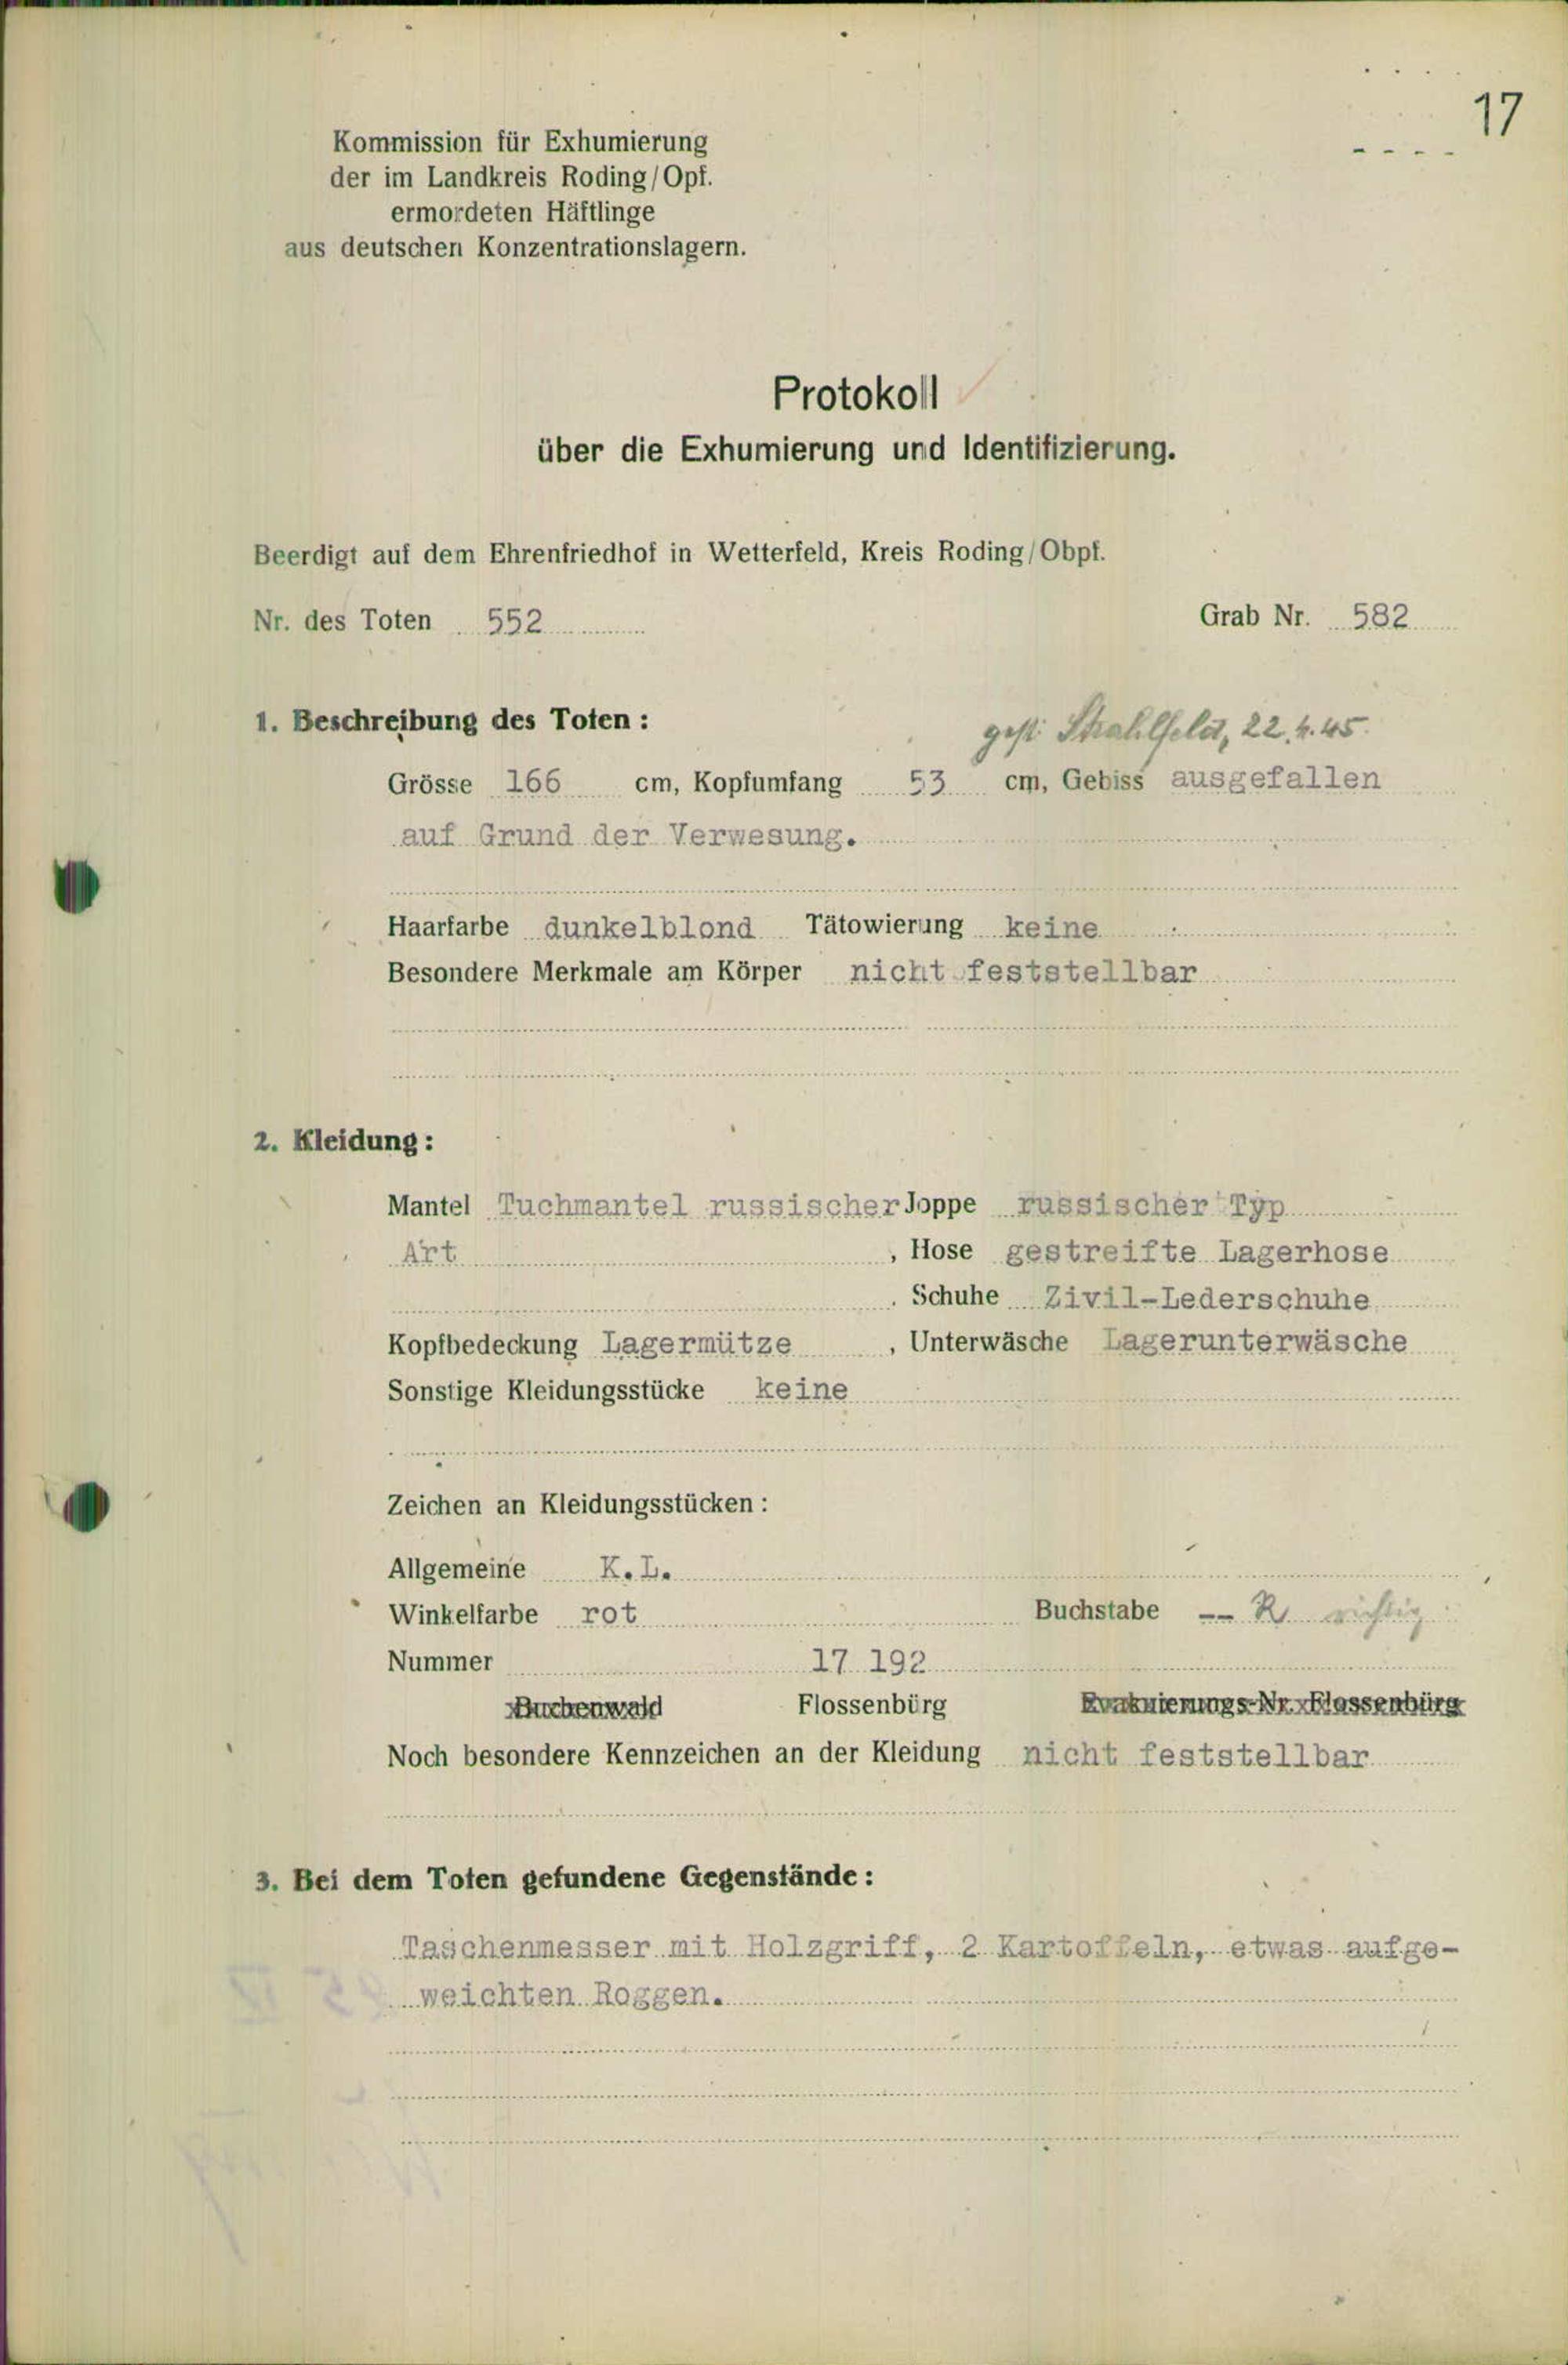 17
Kommission für Exhumierung
der im Landkreis Roding/Opf.
ermordeten Häftlinge
aus deutschen Konzentrationslagern.
Protokoll
über die Exhumierung und Identifizierung.
Beerdigt auf dem Ehrenfriedhof in Wetterfeld, Kreis Roding/Obpf.
Nr. des Toten 552 Grab Nr. 582
1. Beschreibung des Toten:
gest. Strahlfeld, 22.4.45.
Grösse 166 cm, Kopfumfang 53 cm, Gebiss ausgefallen
auf Grund der Verwesung.
Haarfarbe dunkelblond Tätowierung keine
Besondere Merkmale am Körper nicht feststellbar
2. Kleidung:
Mantel Tuchmantel russischer Joppe russischer Typ
Art , Hose gestreifte Lagerhose
. Schuhe Zivil-Lederschuhe
Kopfbedeckung Lagermütze , Unterwäsche Lagerunterwäsche
Sonstige Kleidungsstücke keine
Zeichen an Kleidungsstücken:
Allgemeine K.L.
Winkelfarbe rot Buchstabe -- R richtig
Nummer 17 192
Buchenwald Flossenbürg Evakuierungs-Nr. Flossenbürg
Noch besondere Kennzeichen an der Kleidung nicht feststellbar
3. Bei dem Toten gefundene Gegenstände:
Taschenmesser mit Holzgriff, 2 Kartoffeln, etwas aufge-
weichten Roggen.